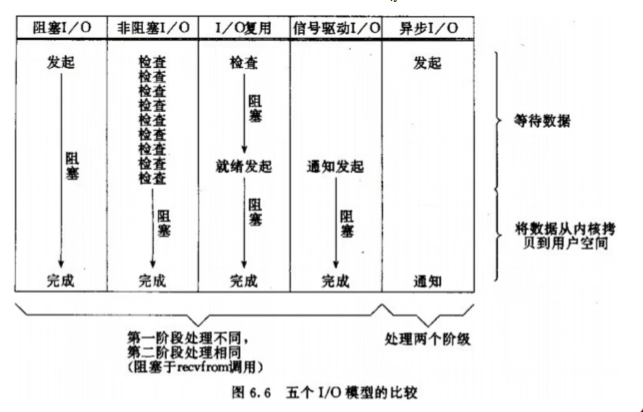 阻塞I/O 非阻塞I/O I/O复用 信号驱动I/O 异步I/O
发起 检查 检查 发起
检查
检查
检查
检查
检查
检查
检查
检查
阻塞
就绪发起 通知发起
阻塞
阻塞
阻塞
阻塞
完成 完成 完成 完成 通知
等待数据
将数据从内核拷
贝到用户空间
第一阶段处理不同,
第二阶段处理相同
(阻塞于recvfrom调用)
处理两个阶级
图 6.6 五个 I/O 模型的比较